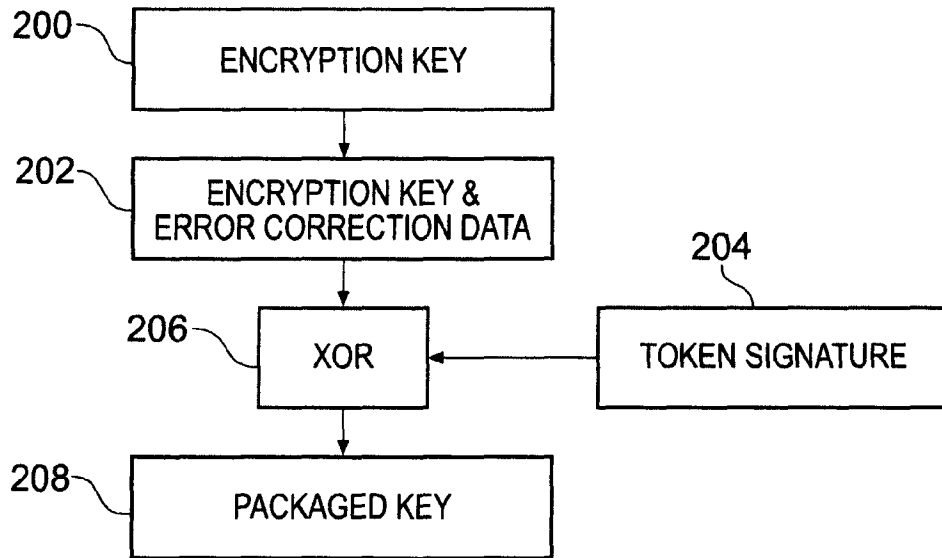 200
ENCRYPTION KEY
202
ENCRYPTION KEY &
ERROR CORRECTION DATA
204
206
XOR
TOKEN SIGNATURE
208
PACKAGED KEY